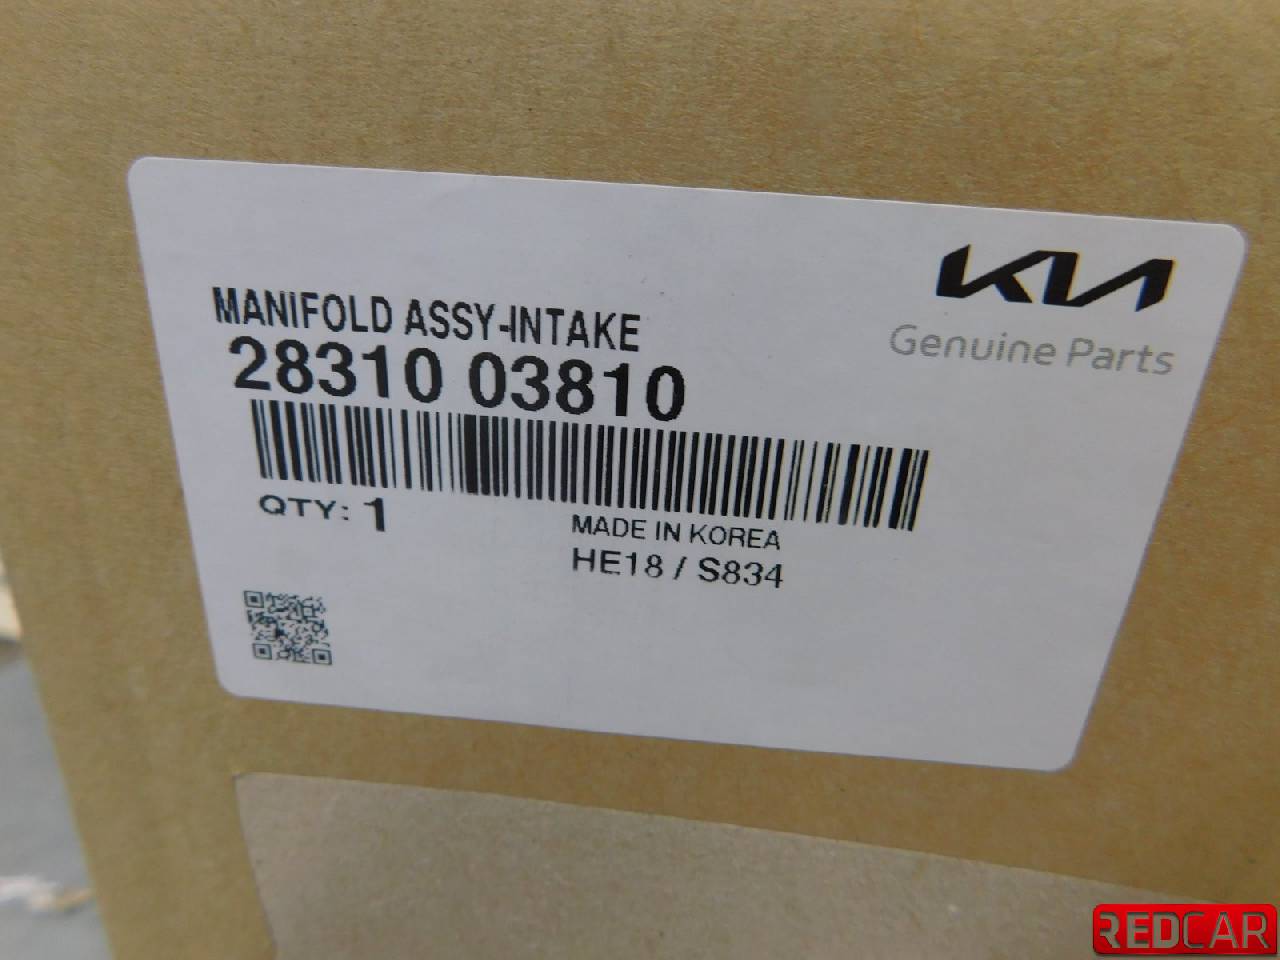 KIA
Genuine Parts
MANIFOLD ASSY-INTAKE
28310 03810
QTY: 1
MADE IN KOREA
HE18 / S834
REDCAR